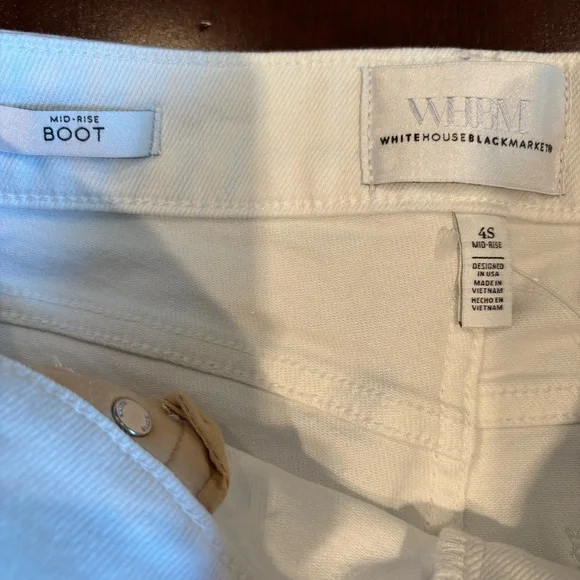 MID-RISE
BOOT
WHBM
WHITEHOUSEBLACKMARKET®
4S
MID-RISE
DESIGNED
IN USA
MADE IN
VIETNAM
HECHO EN
VIETNAM